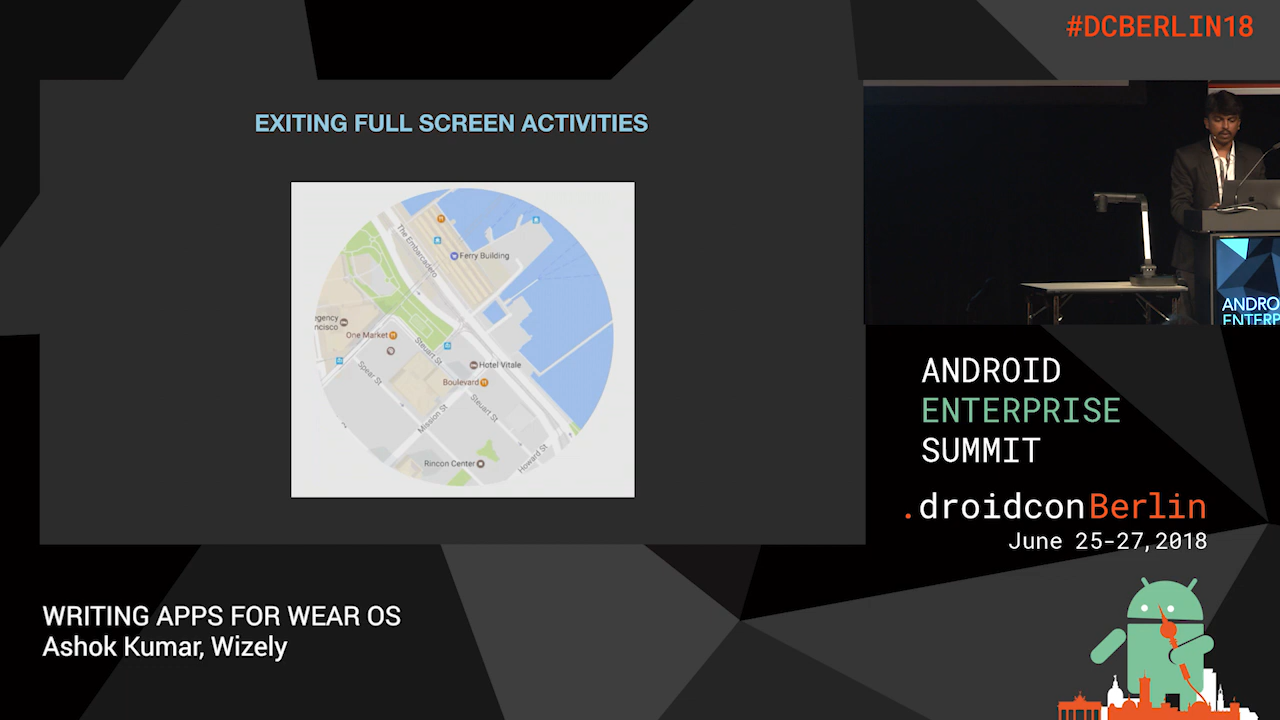 #DCBERLIN18
EXITING FULL SCREEN ACTIVITIES
The Embarcadero
Ferry Building
egency
ncisco
One Market
Steuart St
Spear St
Hotel Vitale
Boulevard
Steuart St
Mission St
Rincon Center
Howard St
ANDRO
ENTERP
ANDROID
ENTERPRISE
SUMMIT
.droidconBerlin
June 25-27,2018
WRITING APPS FOR WEAR OS
Ashok Kumar, Wizely